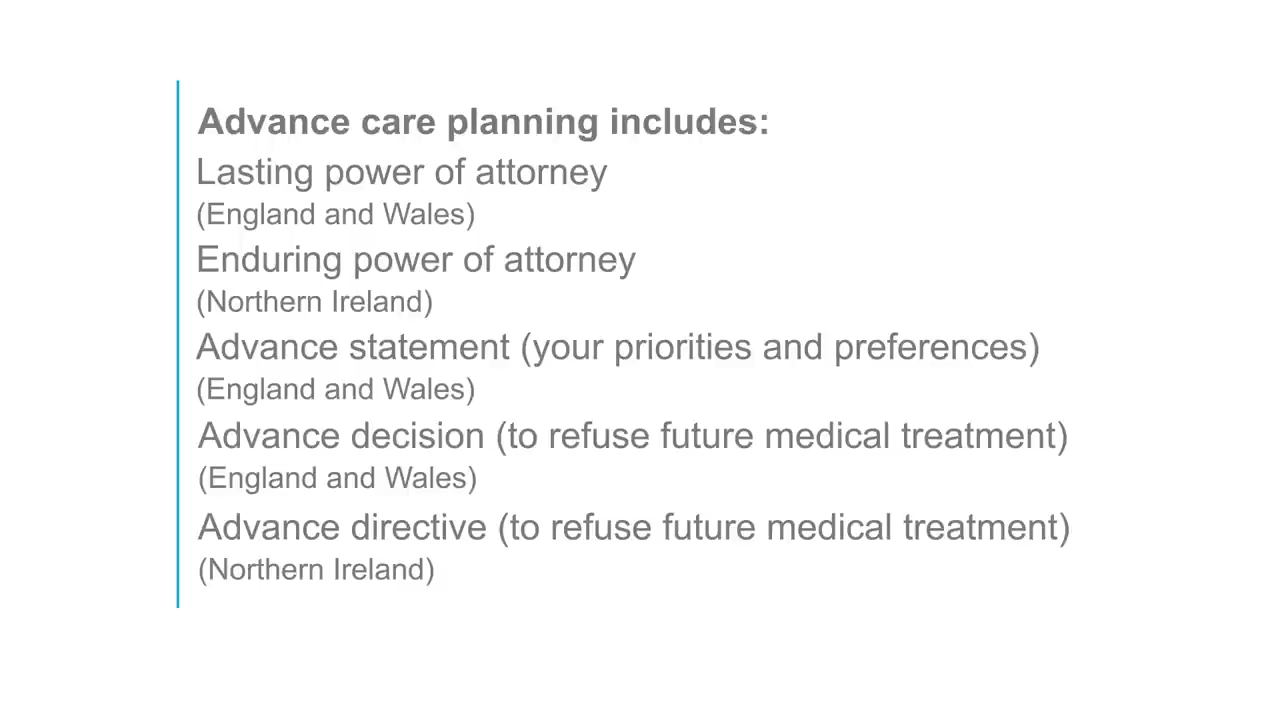 Advance care planning includes:
Lasting power of attorney
(England and Wales)
Enduring power of attorney
(Northern Ireland)
Advance statement (your priorities and preferences)
(England and Wales)
Advance decision (to refuse future medical treatment)
(England and Wales)
Advance directive (to refuse future medical treatment)
(Northern Ireland)